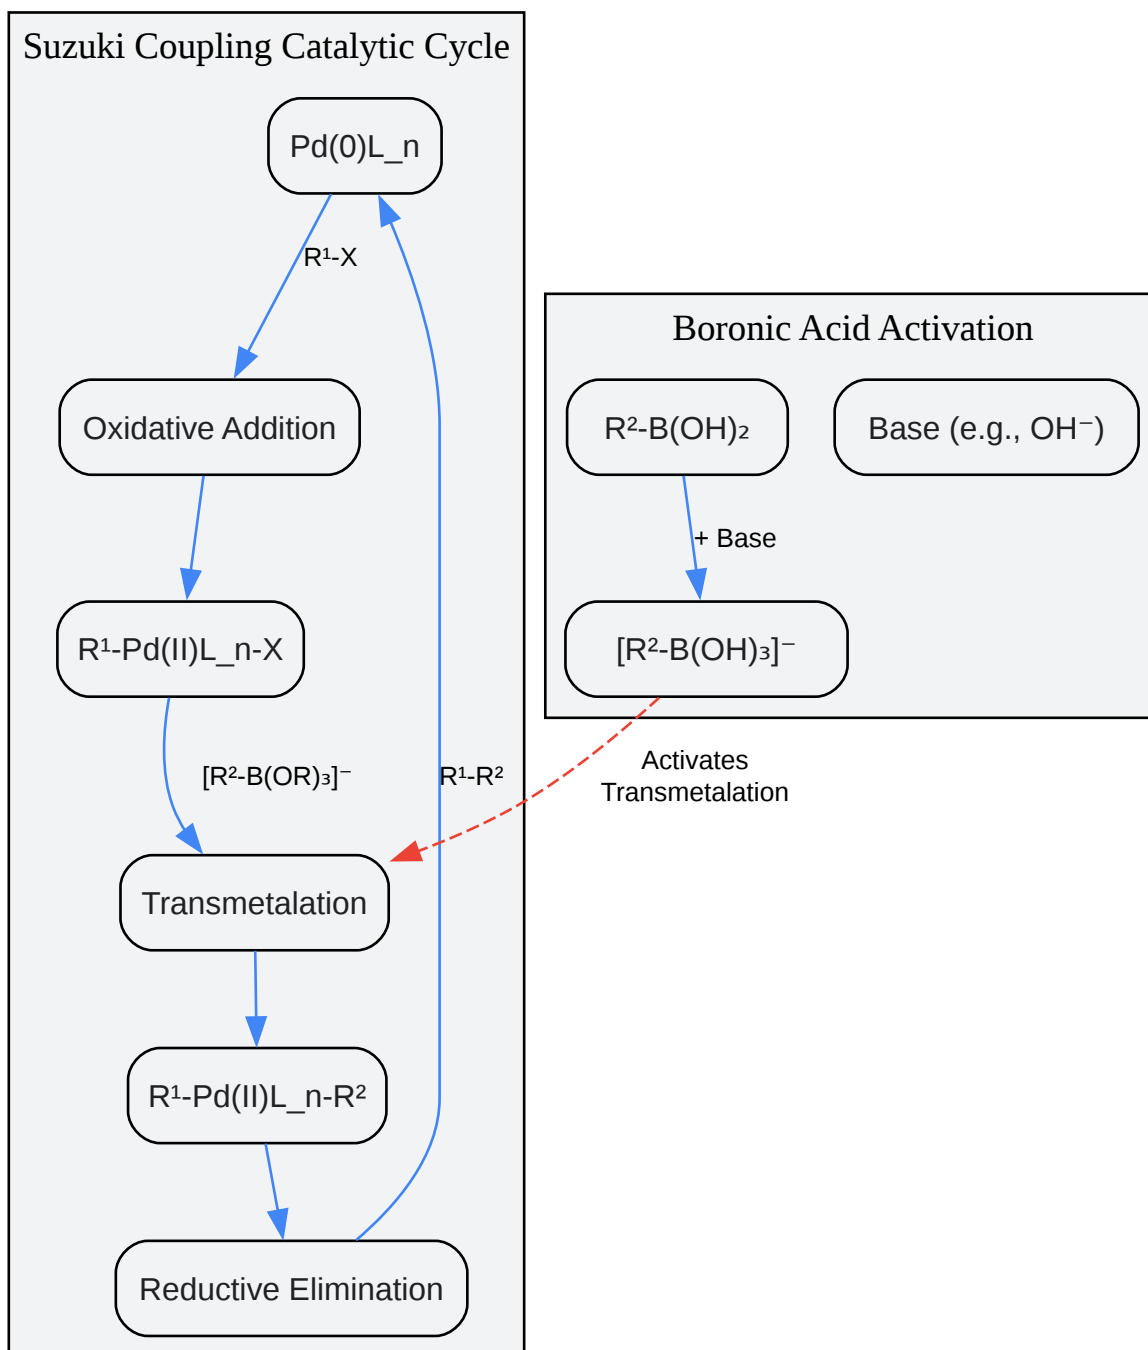 Suzuki Coupling Catalytic Cycle
Pd(0)L_n
R¹-X
Oxidative Addition
R¹-Pd(II)L_n-X
[R²-B(OR)₃]⁻
R¹-R²
Transmetalation
R¹-Pd(II)L_n-R²
Reductive Elimination
Boronic Acid Activation
R²-B(OH)₂
Base (e.g., OH⁻)
+ Base
[R²-B(OH)₃]⁻
Activates
Transmetalation